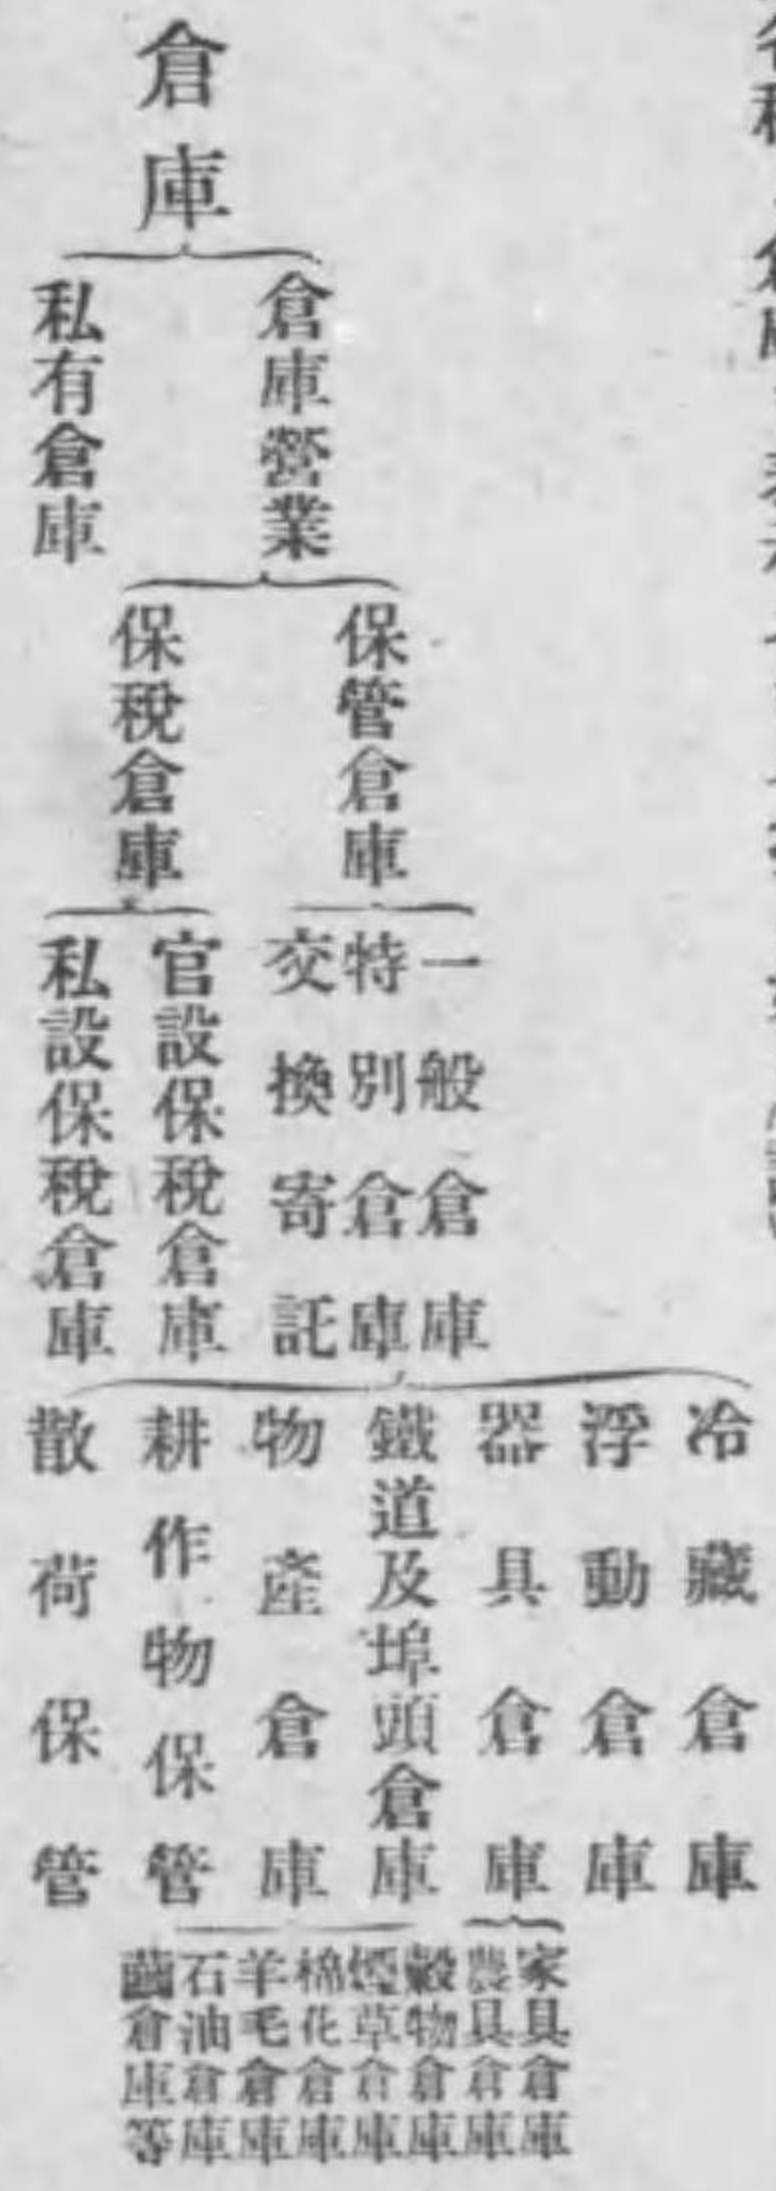 倉庫
倉庫營業
私有倉庫
保管倉庫
保稅倉庫
一般倉庫
特別倉庫
交換寄託
官設保稅倉庫
私設保稅倉庫
冷藏倉庫
浮動倉庫
器具倉庫
鐵道及埠頭倉庫
物產倉庫
耕作物保管
散荷保管
家具倉庫
農具倉庫
穀物倉庫
煙草倉庫
棉花倉庫
羊毛倉庫
石油倉庫
繭倉庫等